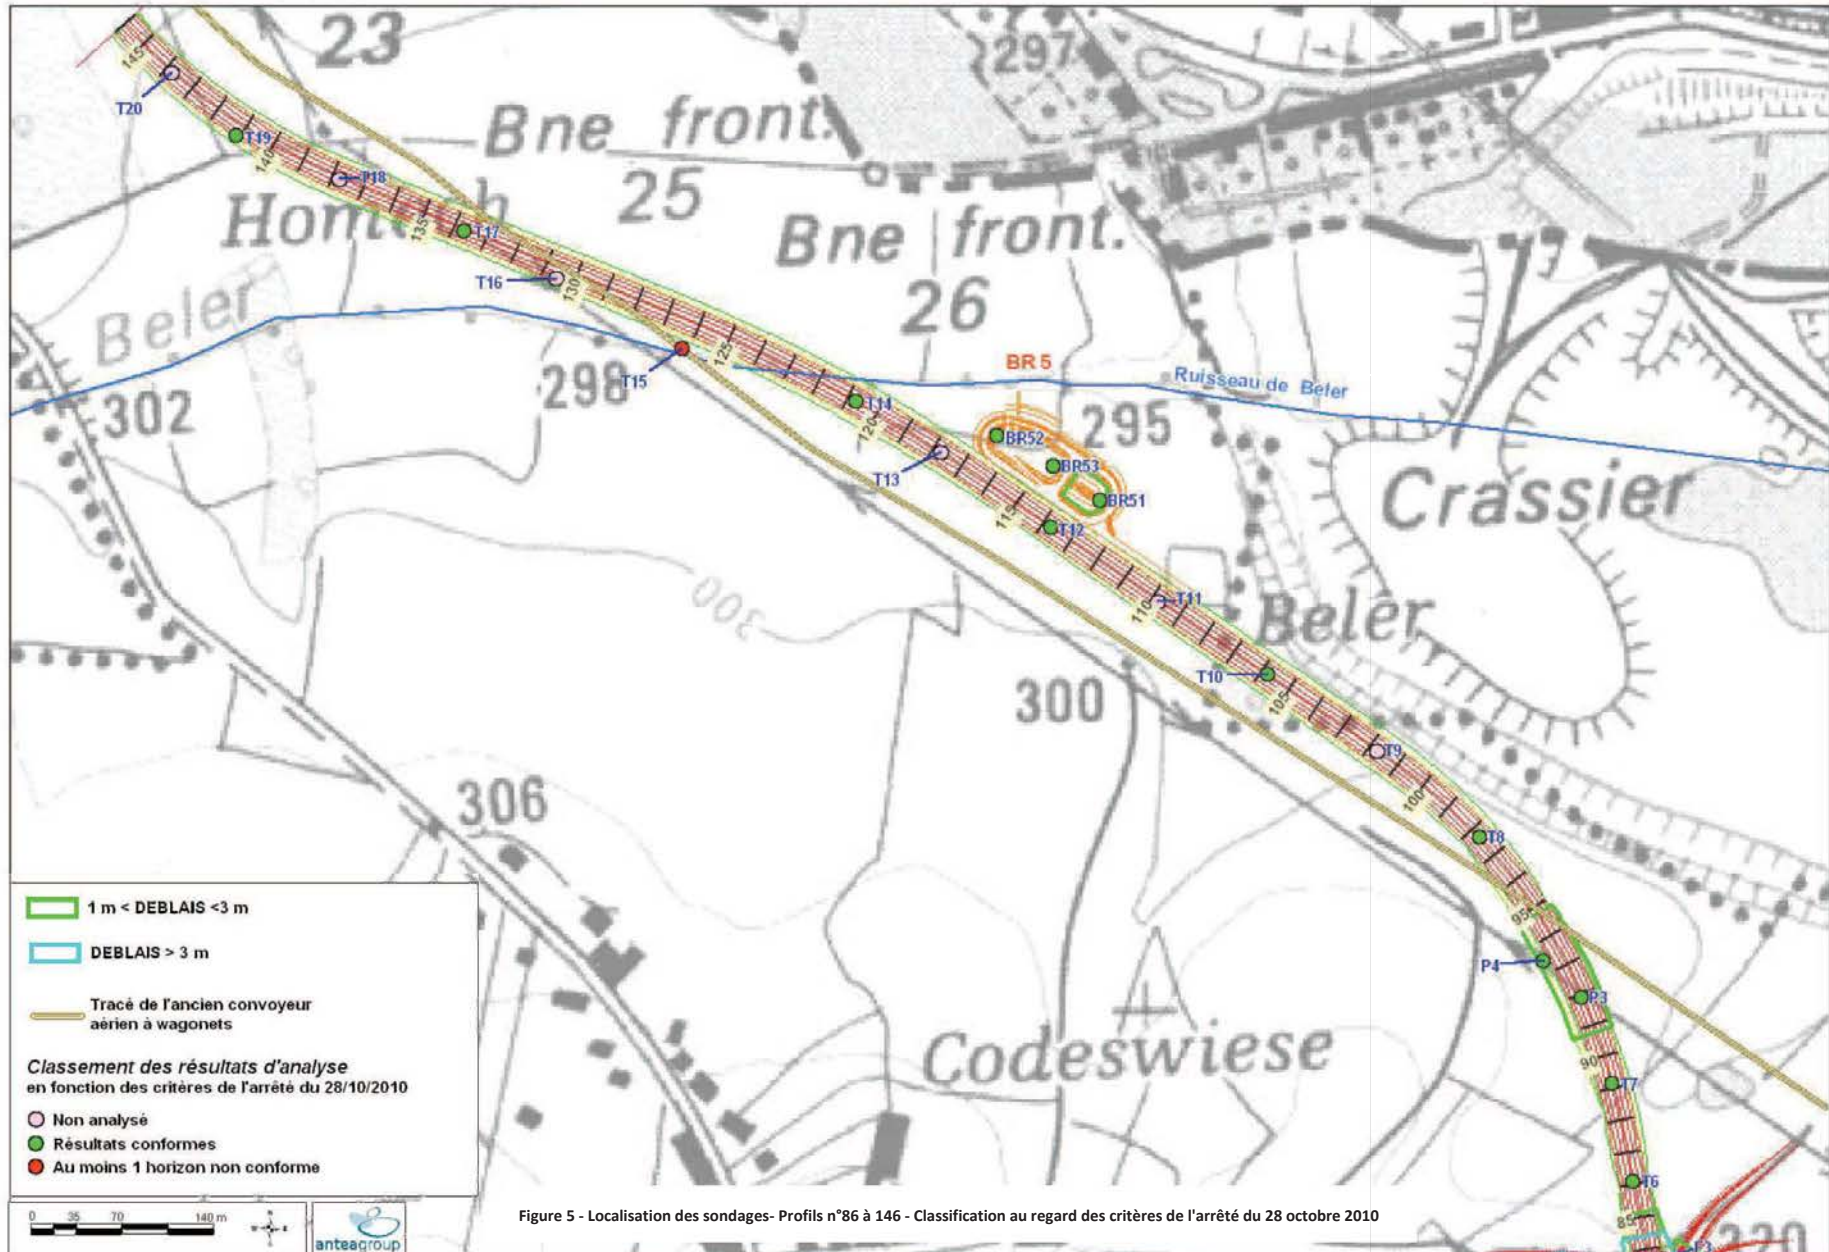 23
297
145
T20
T19
Bne front.
25
140
T18
Hom
135
T17
Bne front.
26
T16
130
Beler
125
BR 5
Ruisseau de Beler
298
T15
302
T14
120
BR52
295
BR53
T13
BR51
Crassier
115
T12
300
T11
110
Beler
T10
300
105
T9
306
100
T8
95
P4
P3
Codeswiese
90
T7
T6
85
1 m < DEBLAIS <3 m
DEBLAIS > 3 m
Tracé de l'ancien convoyeur
aérien à wagonets
Classement des résultats d'analyse
en fonction des critères de l'arrêté du 28/10/2010
Non analysé
Résultats conformes
Au moins 1 horizon non conforme
0 35 70 140 m
anteagroup
Figure 5 - Localisation des sondages- Profils n°86 à 146 - Classification au regard des critères de l'arrêté du 28 octobre 2010